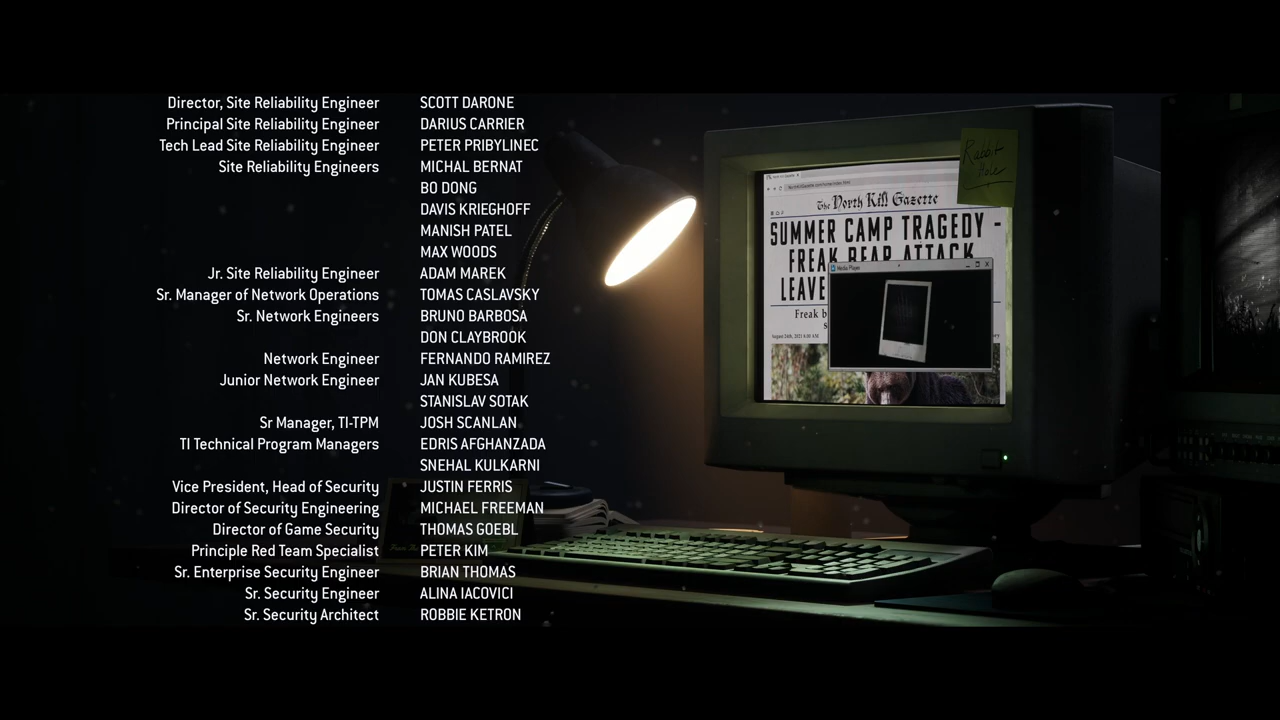 Director, Site Reliability Engineer SCOTT DARONE
Principal Site Reliability Engineer DARIUS CARRIER
Tech Lead Site Reliability Engineer PETER PRIBYLINEC
Site Reliability Engineers MICHAL BERNAT
BO DONG
DAVIS KRIEGHOFF
MANISH PATEL
MAX WOODS
Jr. Site Reliability Engineer ADAM MAREK
Sr. Manager of Network Operations TOMAS CASLAVSKY
Sr. Network Engineers BRUNO BARBOSA
DON CLAYBROOK
Network Engineer FERNANDO RAMIREZ
Junior Network Engineer JAN KUBESA
STANISLAV SOTAK
Sr Manager, TI-TPM JOSH SCANLAN
TI Technical Program Managers EDRIS AFGHANZADA
SNEHAL KULKARNI
Vice President, Head of Security JUSTIN FERRIS
Director of Security Engineering MICHAEL FREEMAN
Director of Game Security THOMAS GOEBL
Principle Red Team Specialist PETER KIM
Sr. Enterprise Security Engineer BRIAN THOMAS
Sr. Security Engineer ALINA IACOVICI
Sr. Security Architect ROBBIE KETRON
Rabbit
Hole
The North Kill Gazette
SUMMER CAMP TRAGEDY -
FREAK BEAR ATTACK
LEAVE
Media Player
Freak b
s